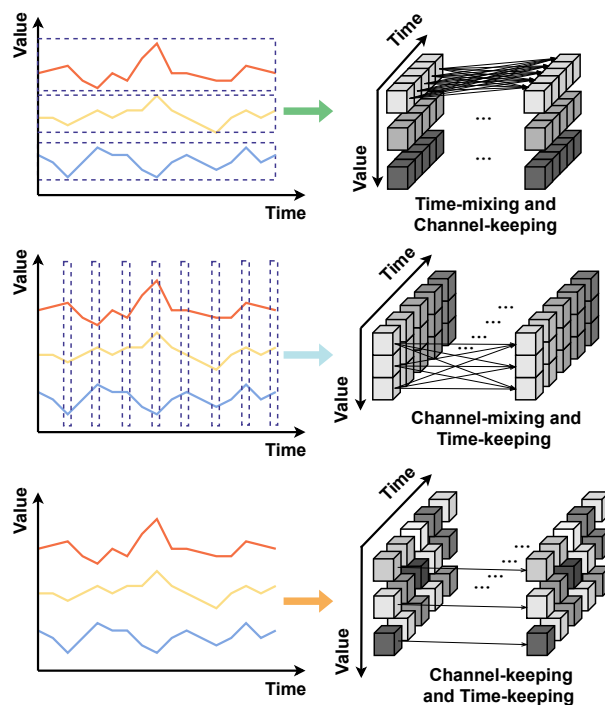 Value
Time
Time
Value
...
...
Time-mixing and
Channel-keeping
Value
Time
Time
Value
...
...
...
Channel-mixing and
Time-keeping
Value
Time
Time
Value
...
...
...
Channel-keeping
and Time-keeping